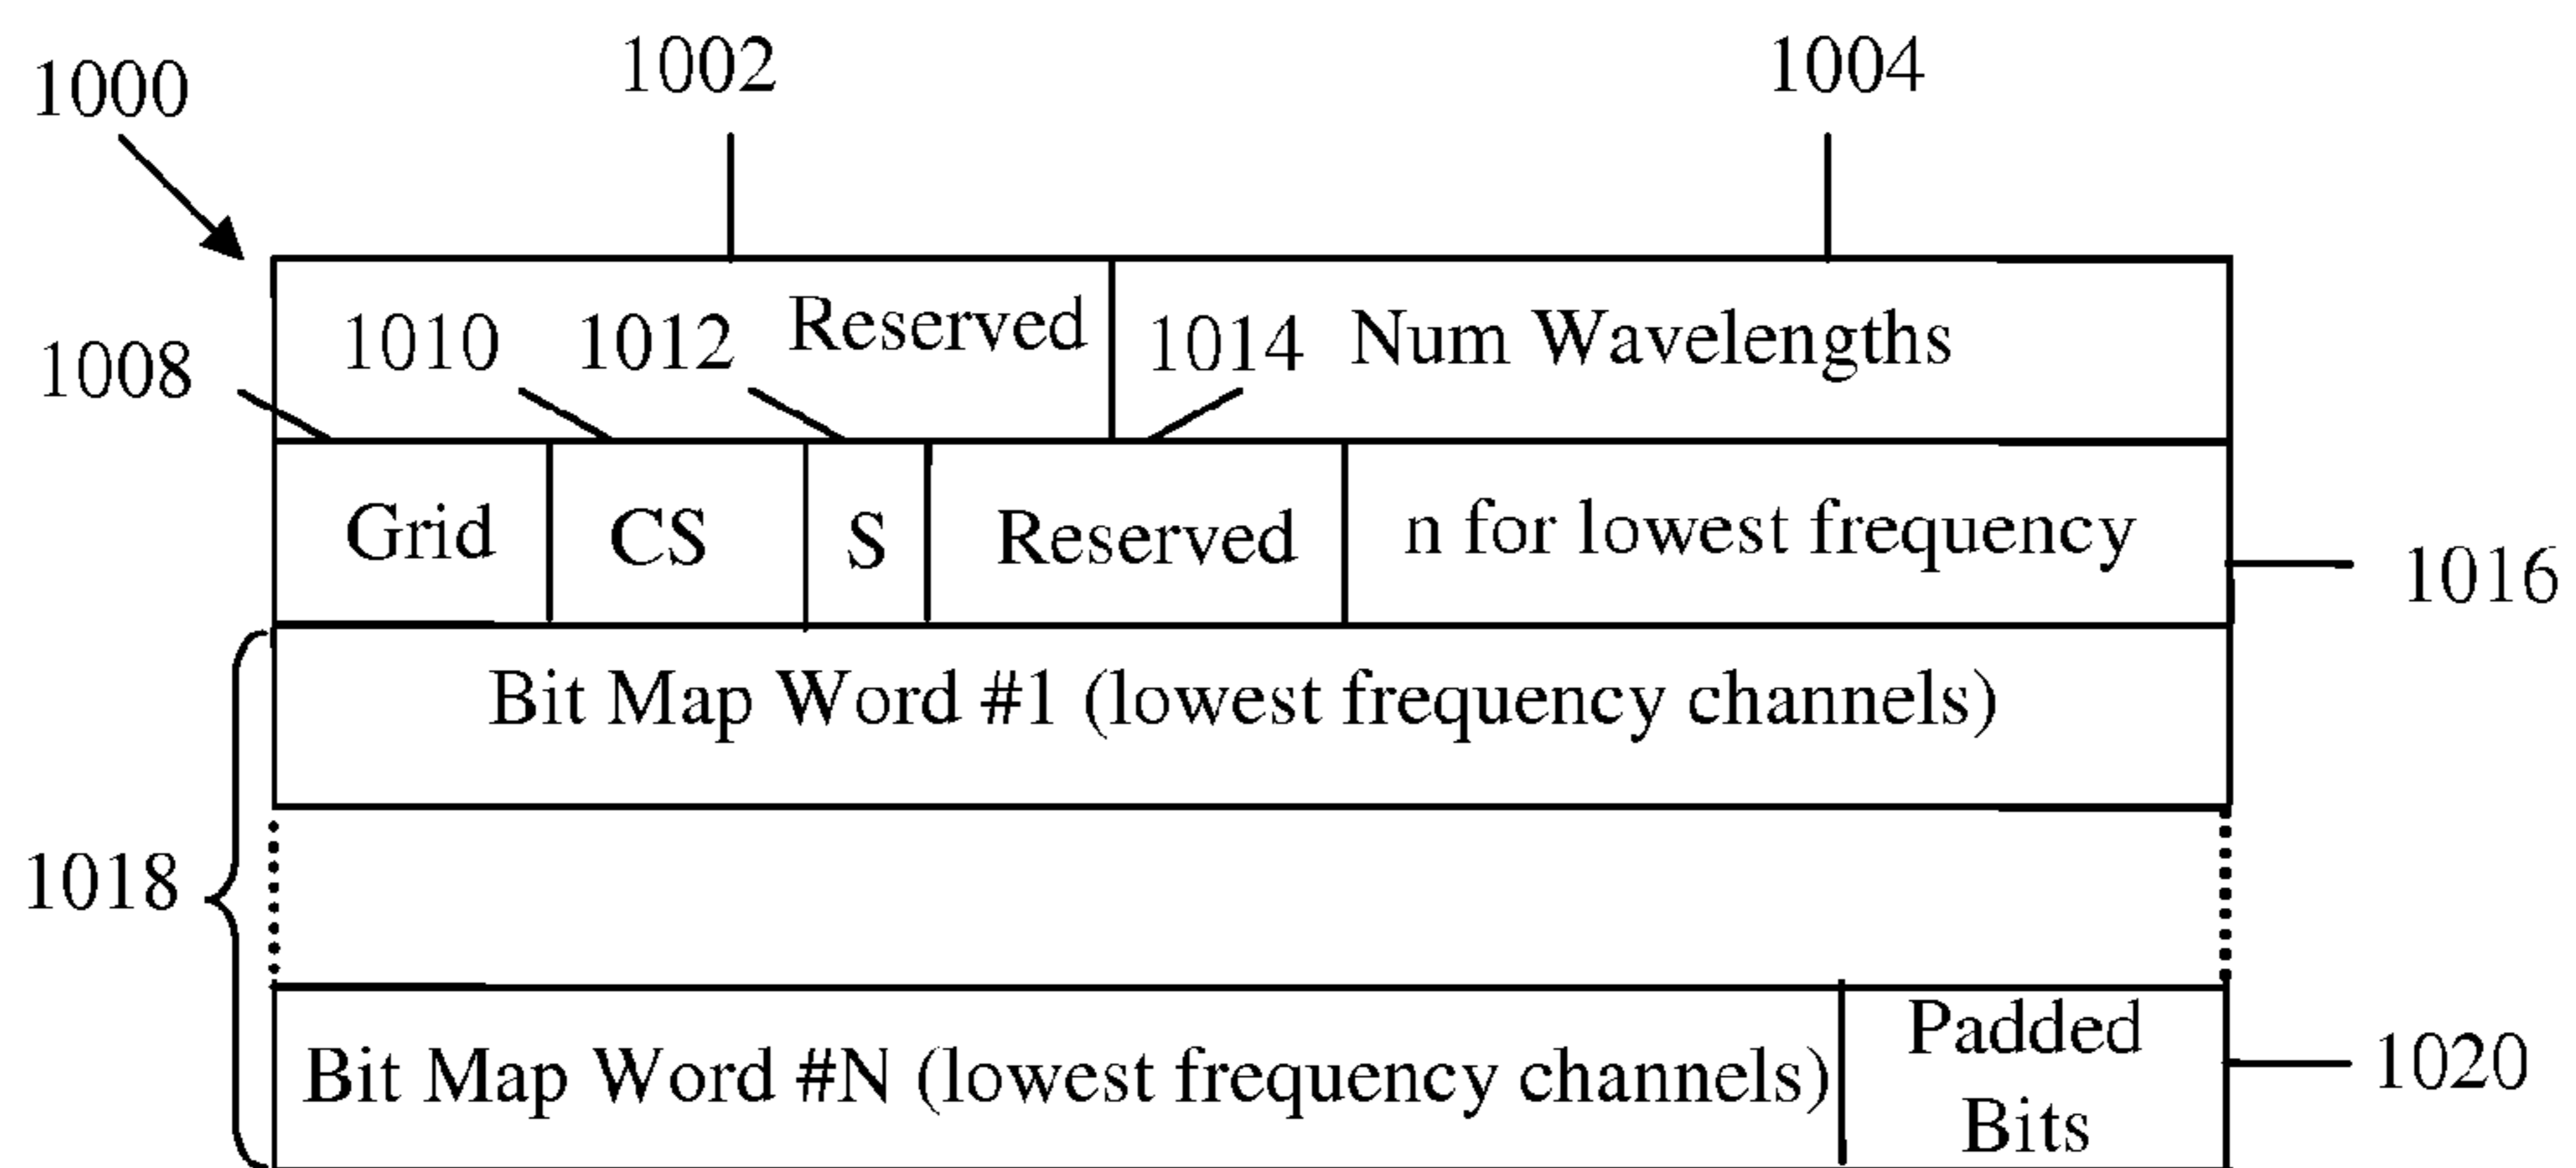 1000 1002 1004
1008 1010 1012 Reserved 1014 Num Wavelengths
Grid CS S Reserved n for lowest frequency 1016
Bit Map Word #1 (lowest frequency channels)
1018
Bit Map Word #N (lowest frequency channels) Padded
Bits 1020